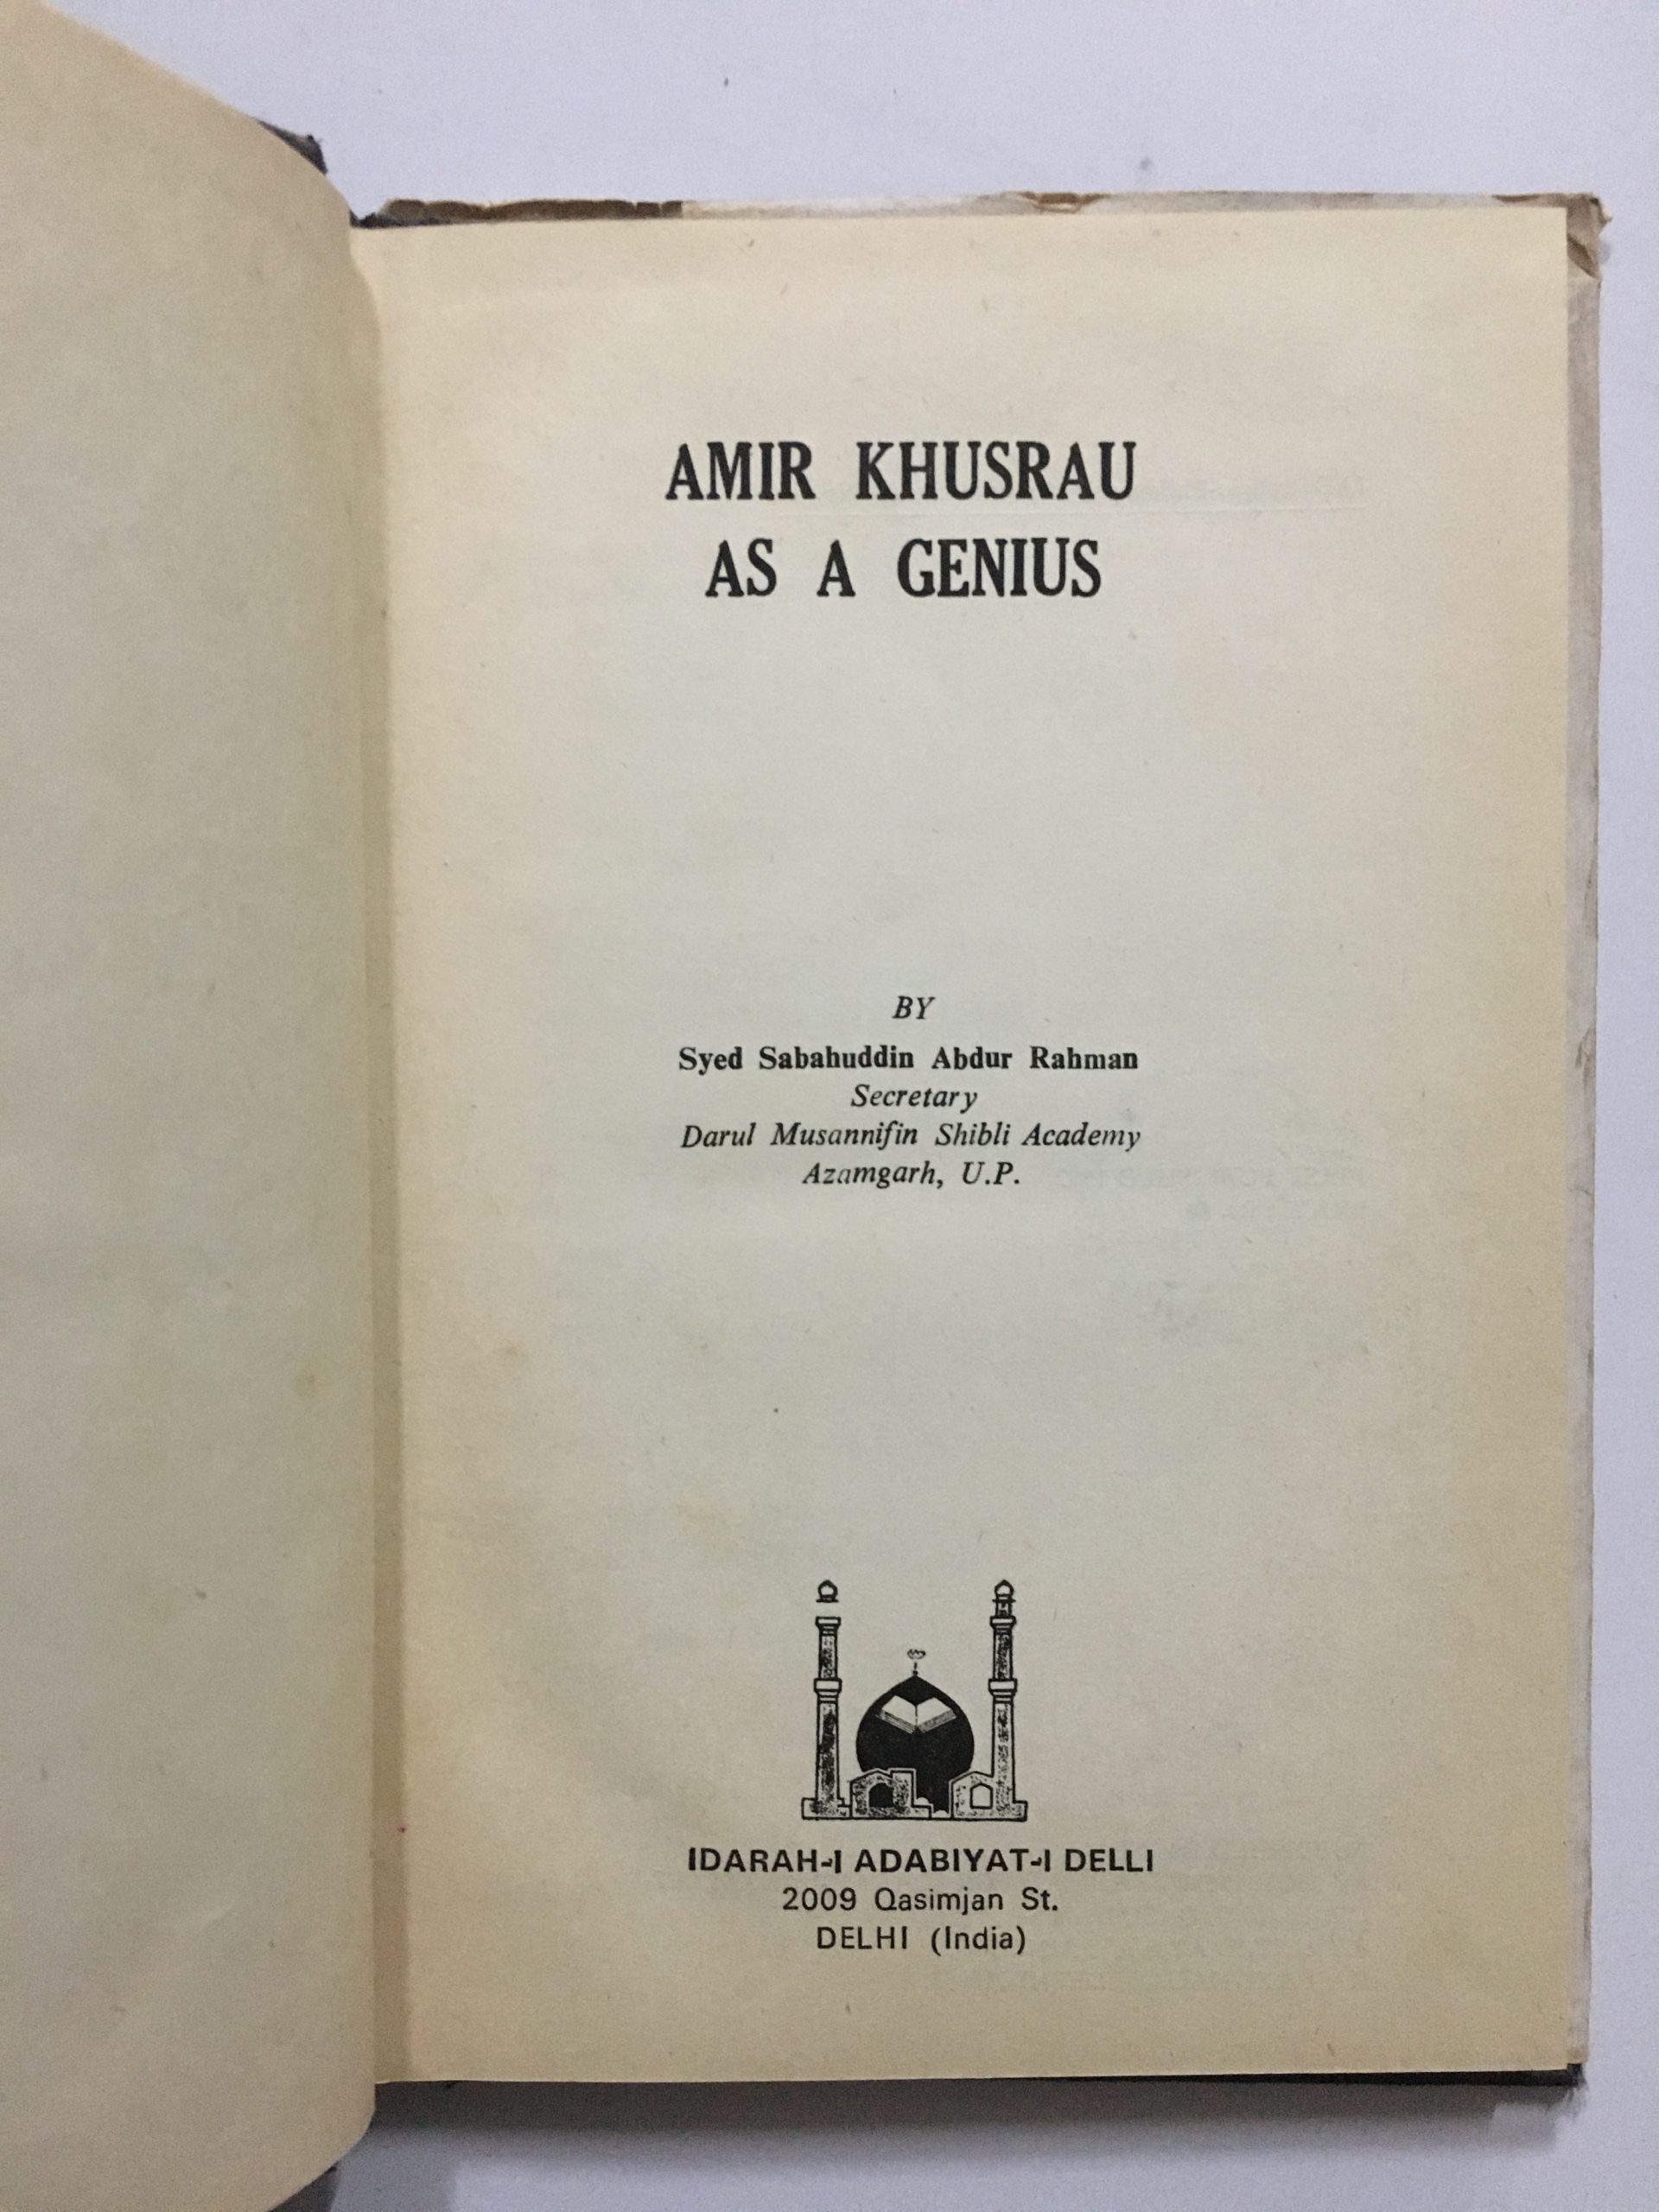 AMIR KHUSRAU
AS A GENIUS
BY
Syed Sabahuddin Abdur Rahman
Secretary
Darul Musannifin Shibli Academy
Azamgarh, U.P.
IDARAH-I ADABIYAT-I DELLI
2009 Qasimjan St.
DELHI (India)